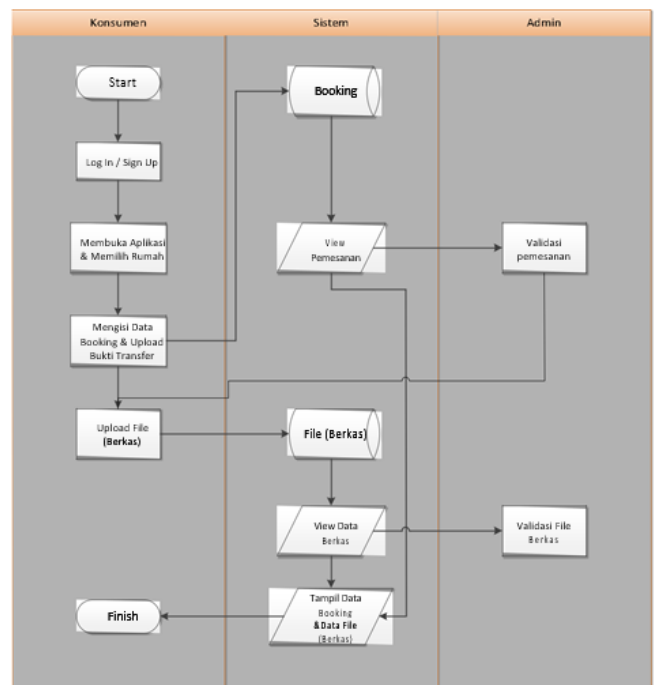 Konsumen
Sistem
Admin
Start
Booking
Log In / Sign Up
Membuka Aplikasi
& Memilih Rumah
View
Pemesanan
Validasi
pemesanan
Mengisi Data
Booking & Upload
Bukti Transfer
Upload File
(Berkas)
File (Berkas)
View Data
Berkas
Validasi File
Berkas
Tampil Data
Booking
& Data File
(Berkas)
Finish